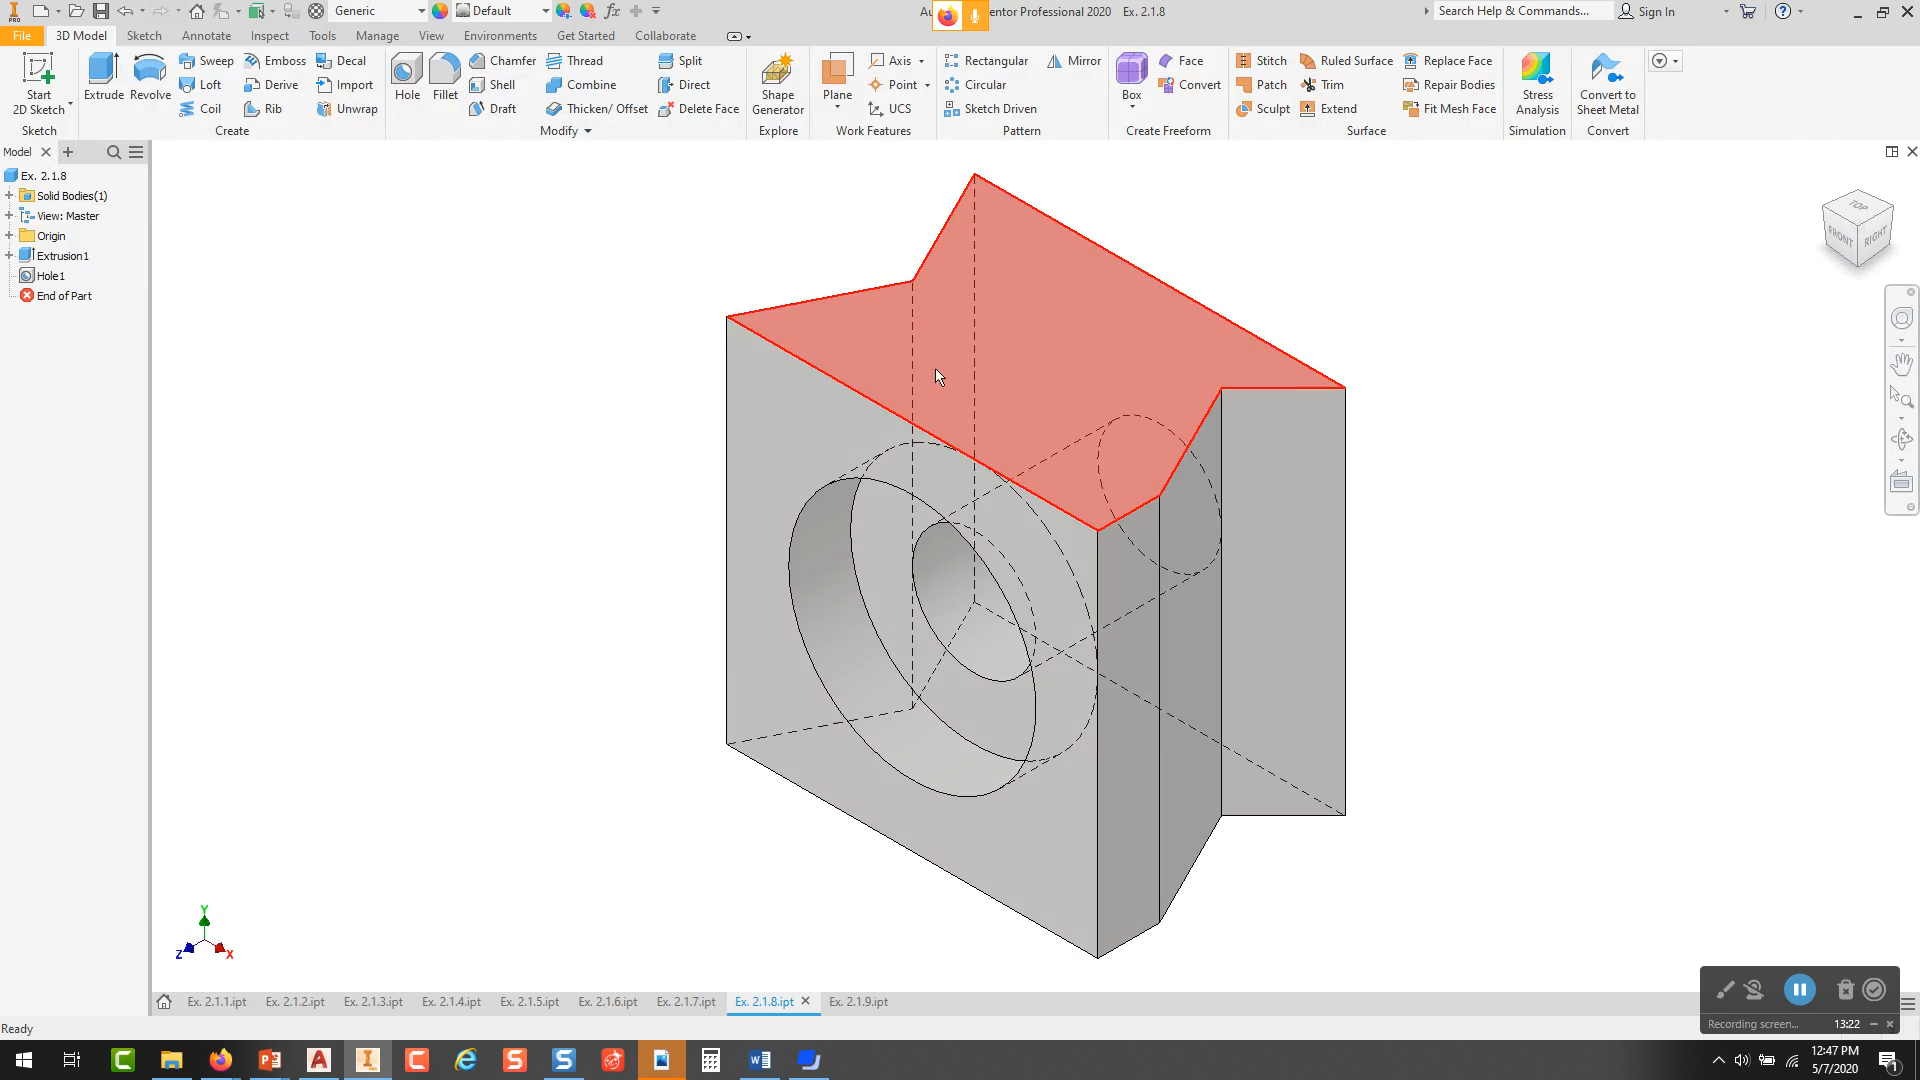 PRO Generic Default fx Au entor Professional 2020 Ex. 2.1.8 Search Help & Commands... Sign In
File 3D Model Sketch Annotate Inspect Tools Manage View Environments Get Started Collaborate
Start 2D Sketch
Sketch
Extrude Revolve Sweep Loft Coil Emboss Derive Rib Decal Import Unwrap
Create
Hole Fillet Chamfer Shell Draft Thread Combine Thicken/ Offset Split Direct Delete Face
Modify
Shape Generator
Explore
Plane Axis Point UCS
Work Features
Rectangular Circular Sketch Driven Mirror
Pattern
Box Face Convert
Create Freeform
Stitch Patch Sculpt Ruled Surface Trim Extend Replace Face Repair Bodies Fit Mesh Face
Surface
Stress Analysis
Simulation
Convert to Sheet Metal
Convert
Model
Ex. 2.1.8
Solid Bodies(1)
View: Master
Origin
Extrusion1
Hole1
End of Part
TOP
FRONT RIGHT
Y
Z X
Ex. 2.1.1.ipt Ex. 2.1.2.ipt Ex. 2.1.3.ipt Ex. 2.1.4.ipt Ex. 2.1.5.ipt Ex. 2.1.6.ipt Ex. 2.1.7.ipt Ex. 2.1.8.ipt Ex. 2.1.9.ipt
Recording screen... 13:22
Ready
12:47 PM
5/7/2020
1